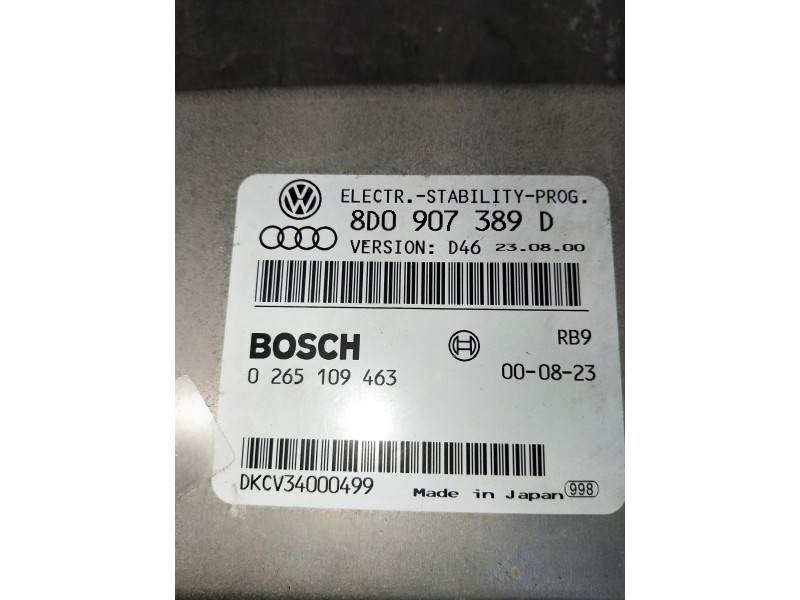 ELECTR.-STABILITY-PROG.
8D0 907 389 D
VERSION: D46 23.08.00
BOSCH
RB9
0 265 109 463
00-08-23
DKCV34000499
Made in Japan 998